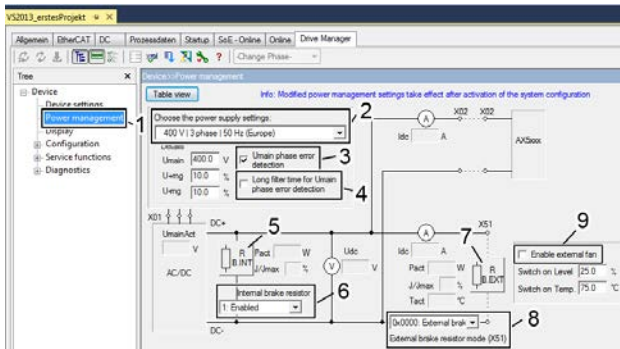 VS2013_erstesProjekt
Allgemein EtherCAT DC Prozessdaten Startup SoE - Online Online Drive Manager
? -Change Phase-
Tree
Device>>Power management
Device
Device settings
Power management
Display
Configuration
Service functions
Diagnostics
1
Table view
Info: Modified power management settings take effect after activation of the system configuration
Choose the power supply settings:
400 V | 3 phase | 50 Hz (Europe)
2
Details
Umain 400.0 V
Umain phase error detection
3
U+rng 10.0 %
U-rng 10.0 %
Long filter time for Umain phase error detection
4
A X02 X02
Idc A
AX5xxx
X01
DC+
UmainAct
V
AC/DC
5
R
B.INT
Pact W
I/Imax %
Udc
V V
Internal brake resistor
1: Enabled
6
DC-
A X51
Idc A
Pact W
I/Imax %
Tact °C
7
R
B.EXT
0x0000: External brak
External brake resistor mode (X51)
8
9
Enable external fan
Switch on Level 25.0 %
Switch on Temp. 75.0 °C